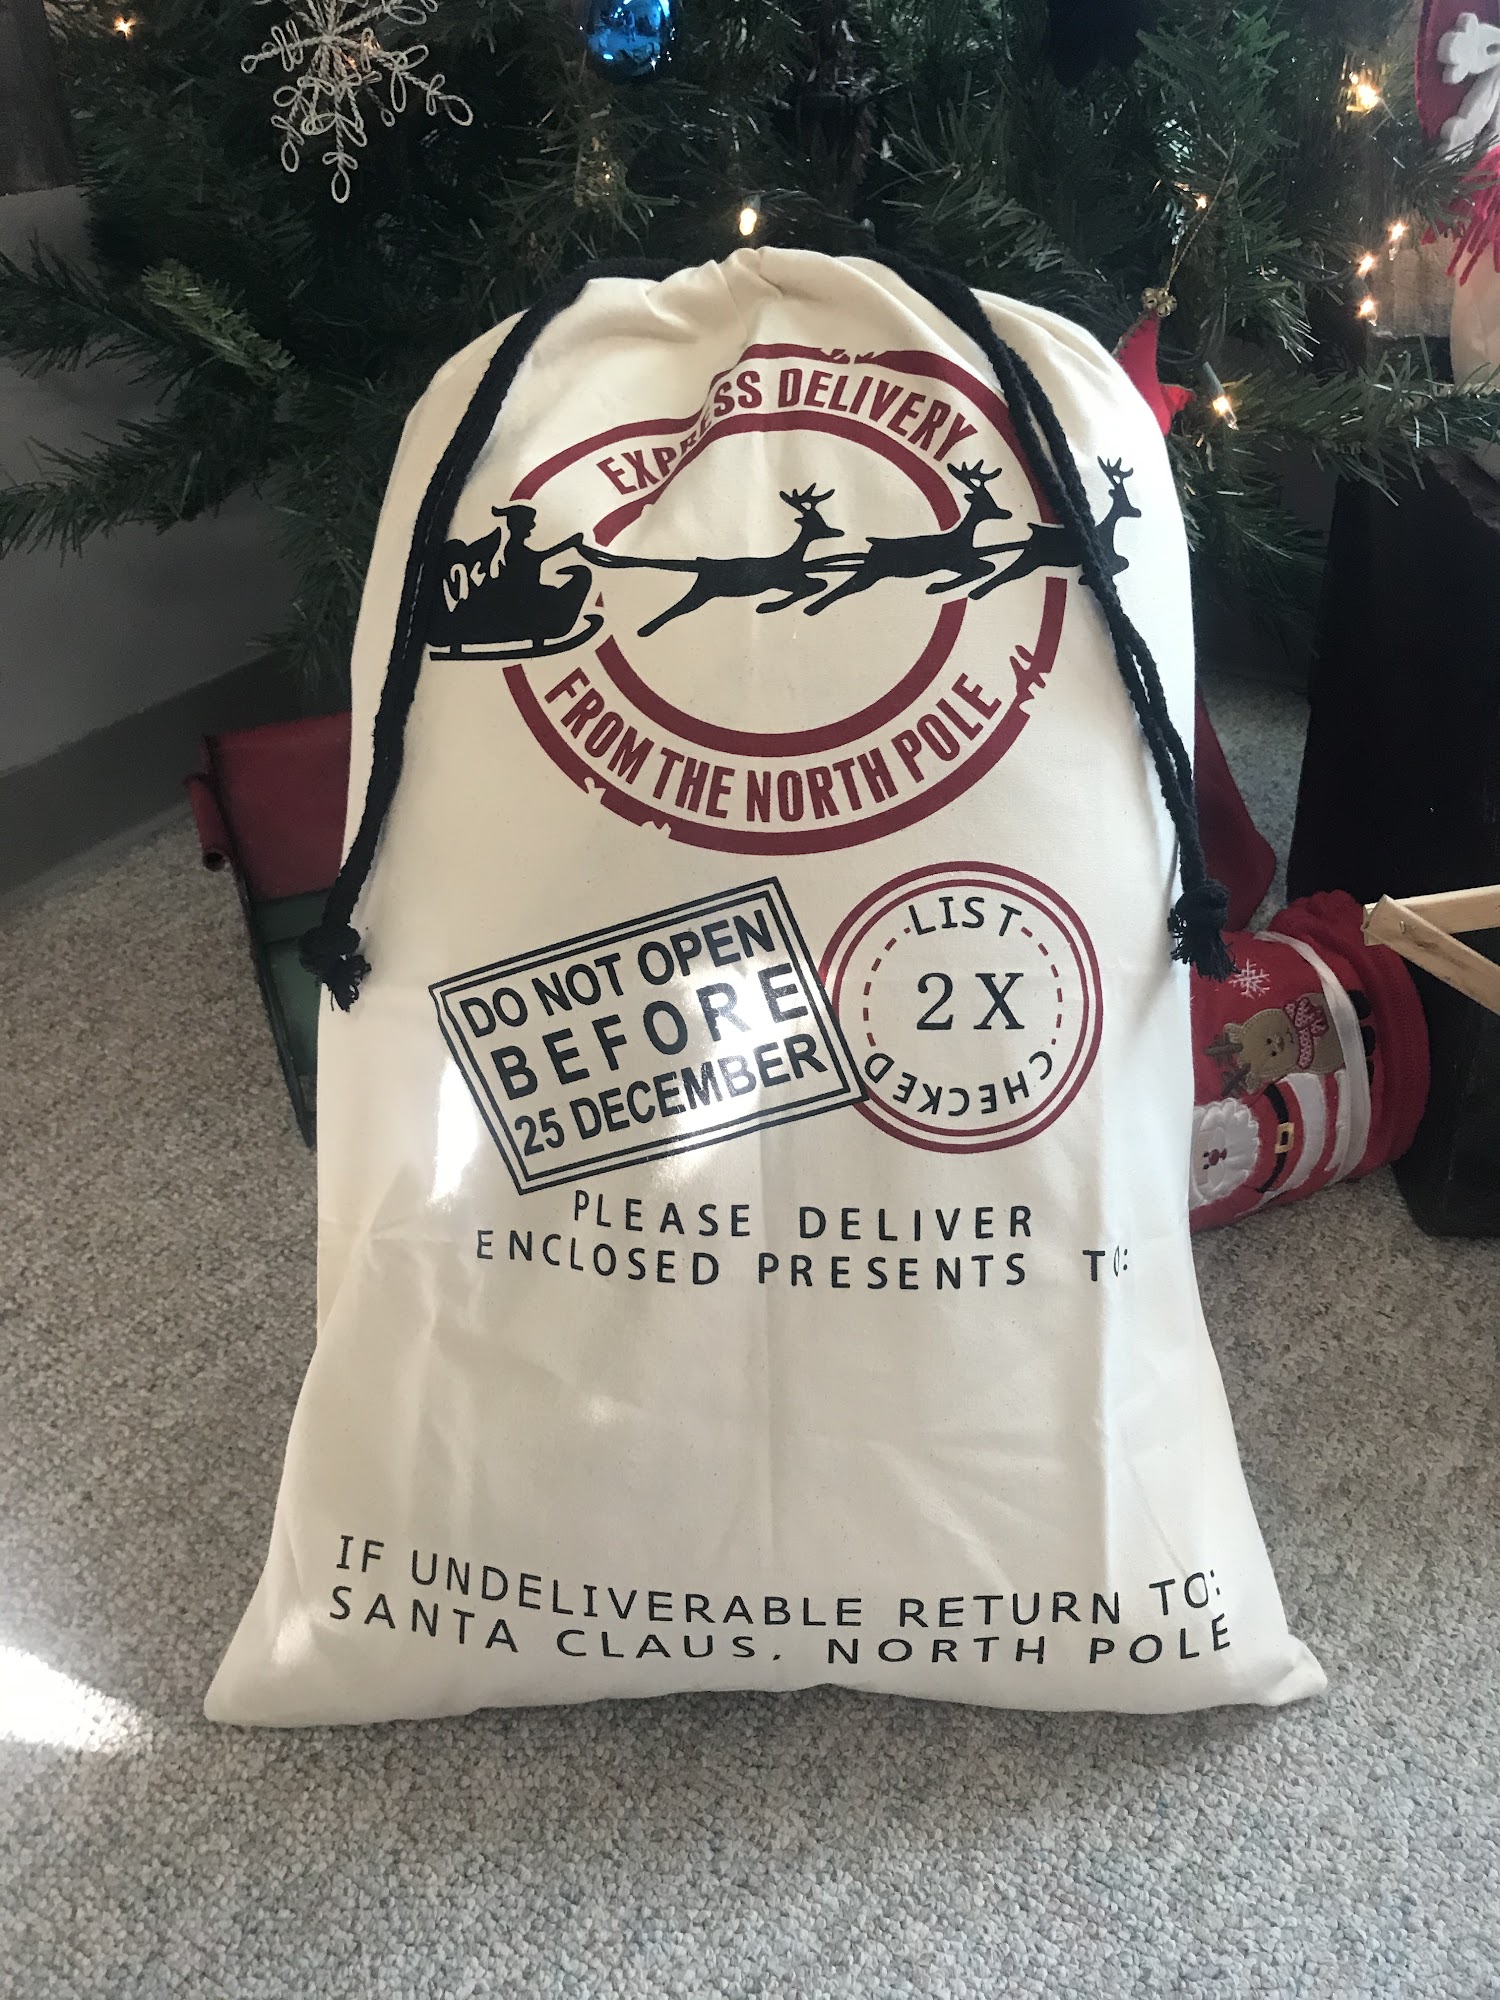 EXPRESS DELIVERY
FROM THE NORTH POLE
DO NOT OPEN
BEFORE
25 DECEMBER
LIST
2X
CHECKED
PLEASE DELIVER
ENCLOSED PRESENTS TO:
IF UNDELIVERABLE RETURN TO:
SANTA CLAUS, NORTH POLE